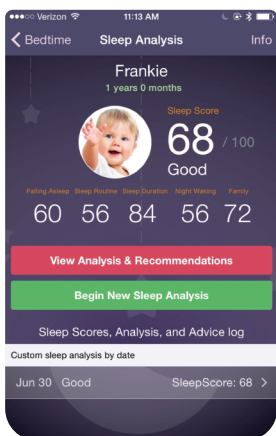 Verizon 11:13 AM
Bedtime Sleep Analysis Info
Frankie
1 years 0 months
Sleep Score
68 / 100
Good
Falling Asleep Sleep Routine Sleep Duration Night Waking Family
60 56 84 56 72
View Analysis & Recommendations
Begin New Sleep Analysis
Sleep Scores, Analysis, and Advice log
Custom sleep analysis by date
Jun 30 Good SleepScore: 68